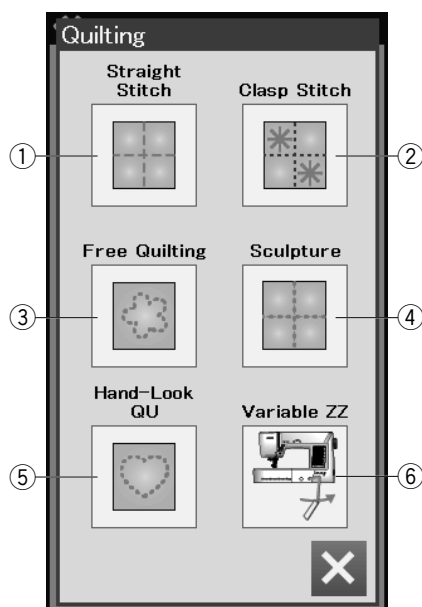 Quilting
Straight
Stitch
Clasp Stitch
① ②
Free Quilting Sculpture
③ ④
Hand-Look
QU
Variable ZZ
⑤ ⑥